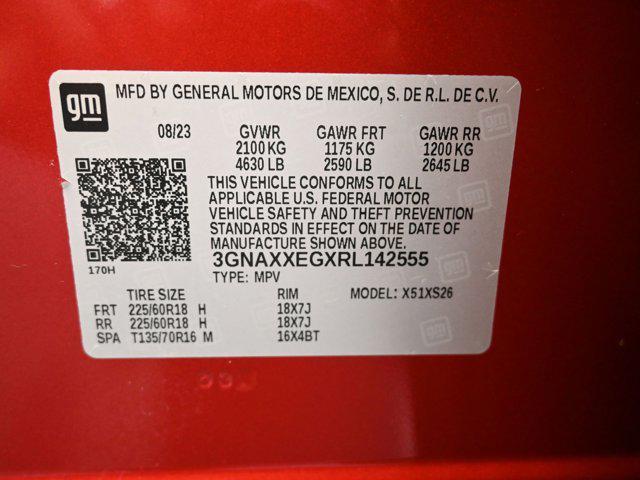 gm MFD BY GENERAL MOTORS DE MEXICO, S. DE R.L. DE C.V.
08/23 GVWR GAWR FRT GAWR RR
2100 KG 1175 KG 1200 KG
4630 LB 2590 LB 2645 LB
THIS VEHICLE CONFORMS TO ALL
APPLICABLE U.S. FEDERAL MOTOR
VEHICLE SAFETY AND THEFT PREVENTION
STANDARDS IN EFFECT ON THE DATE OF
MANUFACTURE SHOWN ABOVE.
170H 3GNAXXEGXRL142555
TYPE: MPV
TIRE SIZE RIM MODEL: X51XS26
FRT 225/60R18 H 18X7J
RR 225/60R18 H 18X7J
SPA T135/70R16 M 16X4BT